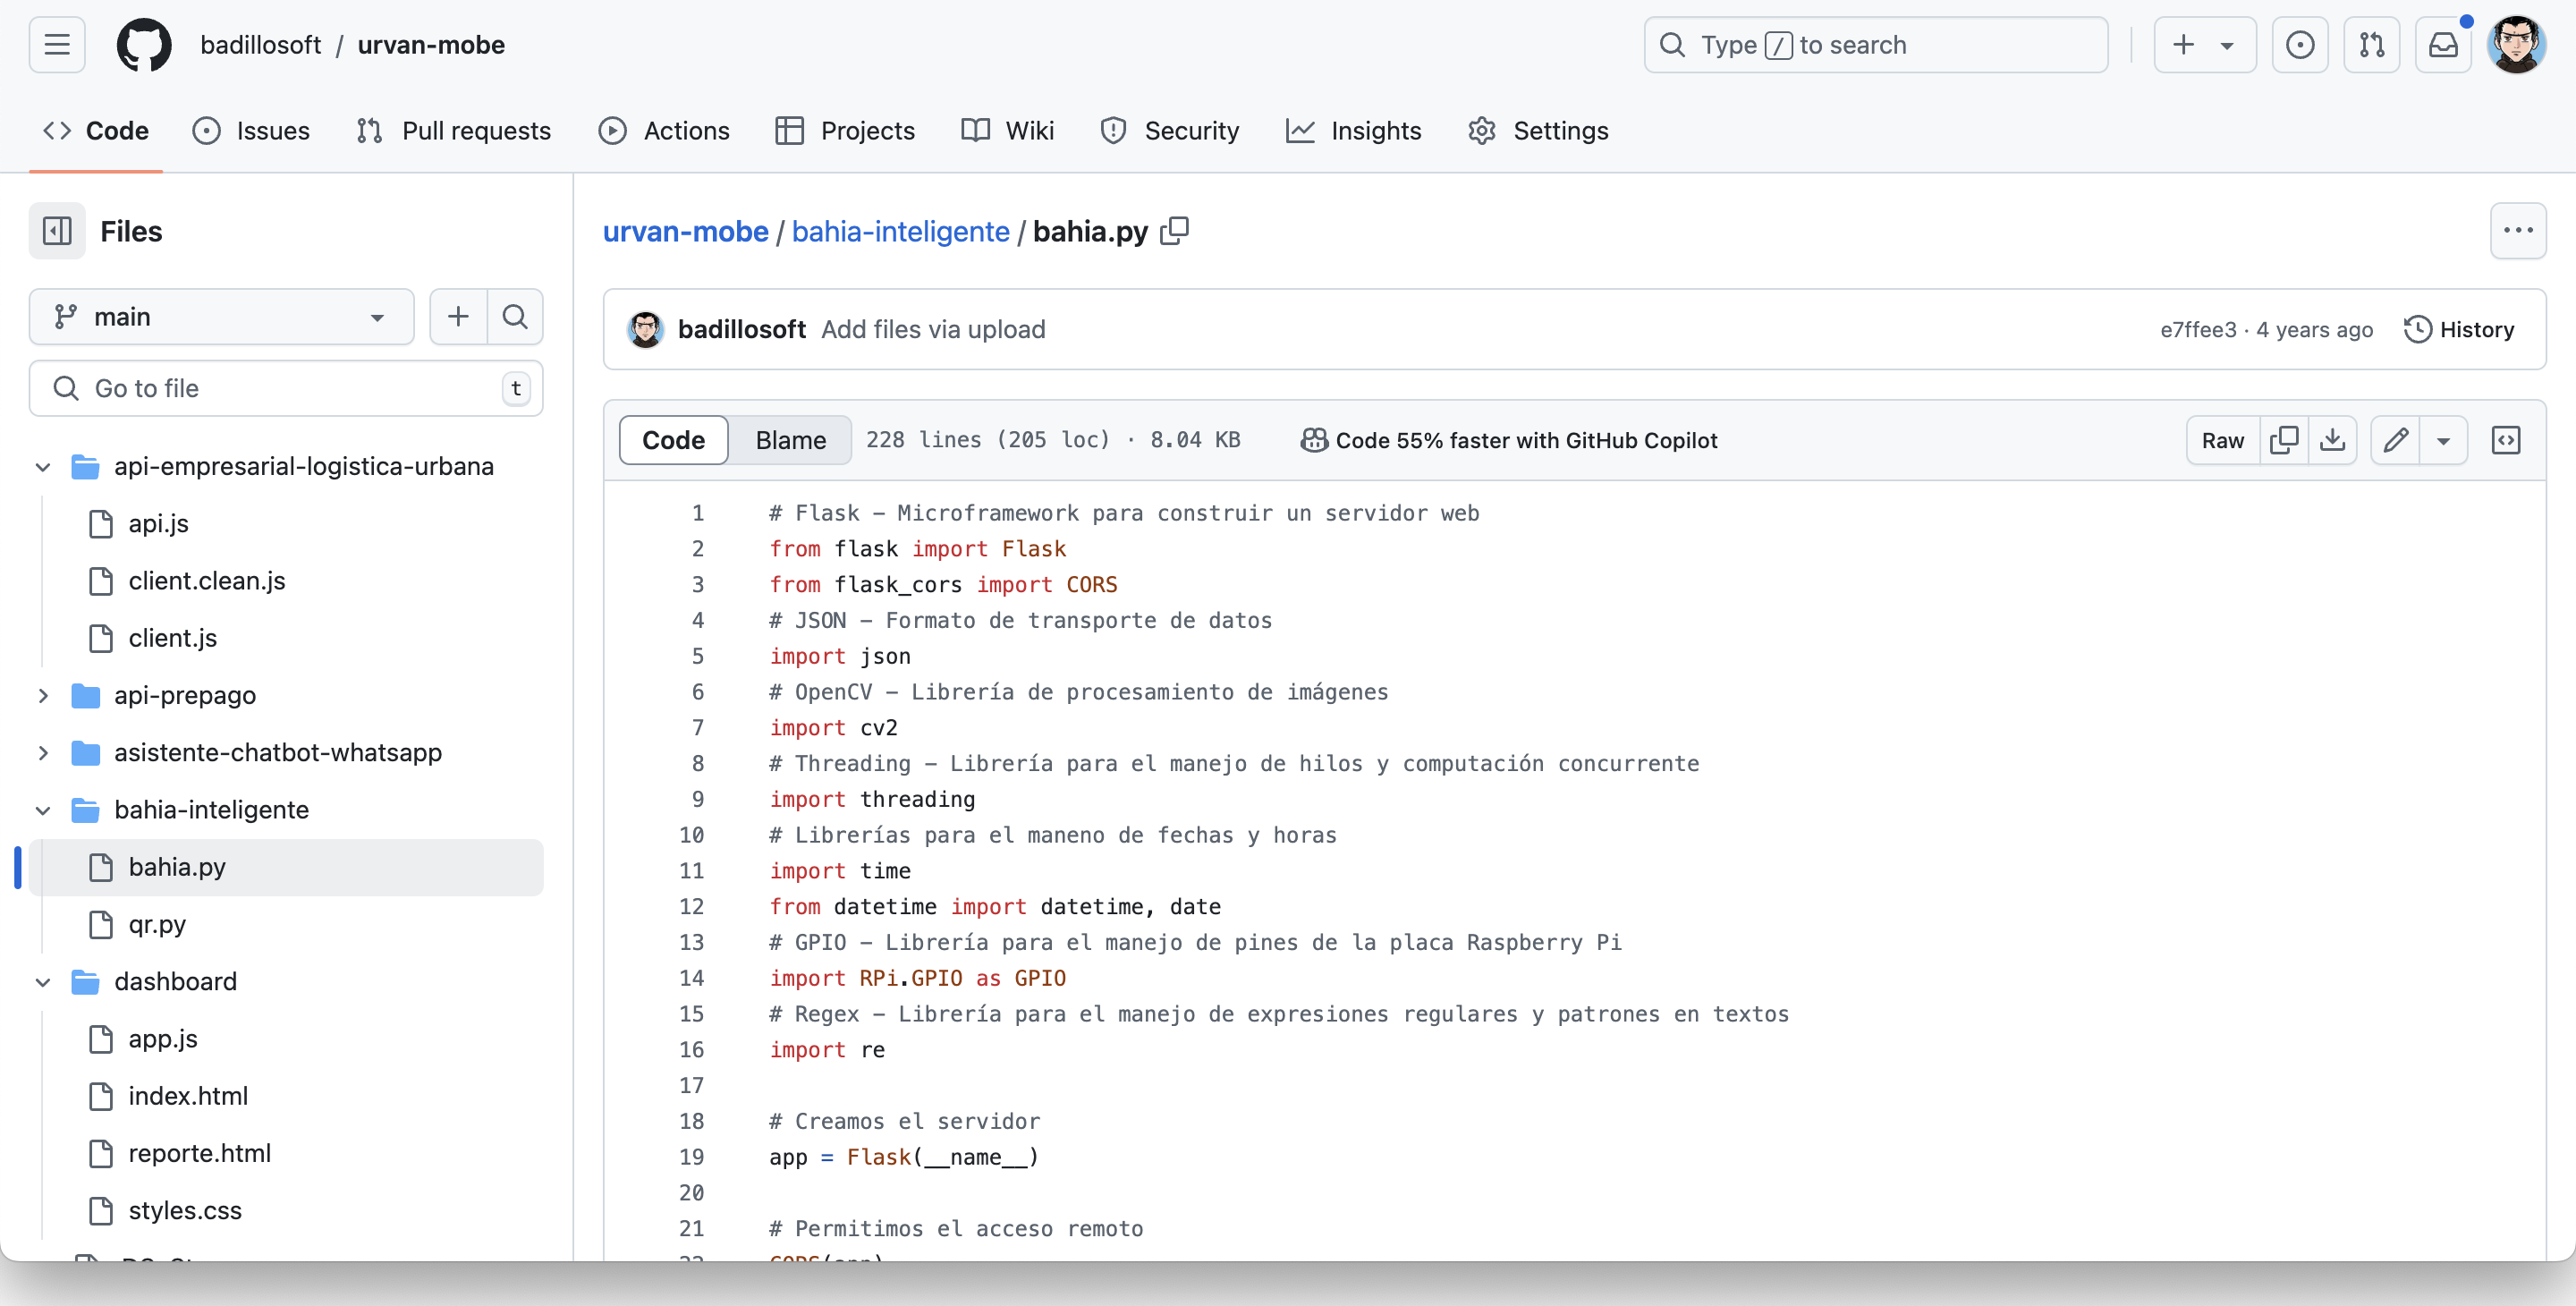 badillosoft / urvan-mobe
Type / to search
Code Issues Pull requests Actions Projects Wiki Security Insights Settings
Files
main
Go to file t
api-empresarial-logistica-urbana
api.js
client.clean.js
client.js
api-prepago
asistente-chatbot-whatsapp
bahia-inteligente
bahia.py
qr.py
dashboard
app.js
index.html
reporte.html
styles.css
urvan-mobe / bahia-inteligente / bahia.py
badillosoft Add files via upload
e7ffee3 · 4 years ago History
Code Blame 228 lines (205 loc) · 8.04 KB Code 55% faster with GitHub Copilot Raw
1 # Flask – Microframework para construir un servidor web
2 from flask import Flask
3 from flask_cors import CORS
4 # JSON – Formato de transporte de datos
5 import json
6 # OpenCV – Librería de procesamiento de imágenes
7 import cv2
8 # Threading – Librería para el manejo de hilos y computación concurrente
9 import threading
10 # Librerías para el maneno de fechas y horas
11 import time
12 from datetime import datetime, date
13 # GPIO – Librería para el manejo de pines de la placa Raspberry Pi
14 import RPi.GPIO as GPIO
15 # Regex – Librería para el manejo de expresiones regulares y patrones en textos
16 import re
17
18 # Creamos el servidor
19 app = Flask(__name__)
20
21 # Permitimos el acceso remoto
22 CORS(app)